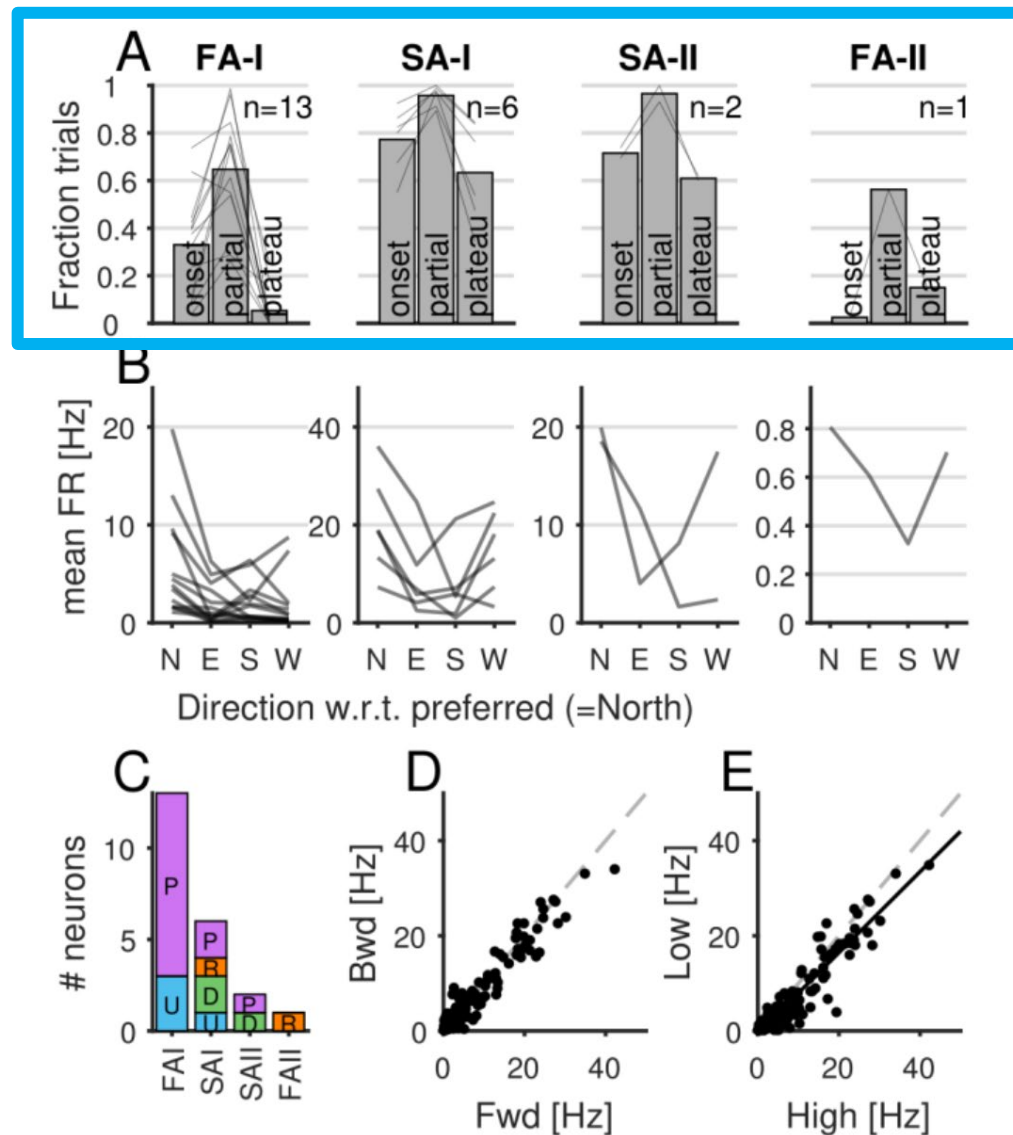 A
FA-I SA-I SA-II FA-II
Fraction trials
1
0.8
0.6
0.4
0.2
0
n=13 n=6 n=2 n=1
onset partial plateau
onset partial plateau
onset partial plateau
onset partial plateau
B
mean FR [Hz]
20
10
0
N E S W
40
20
0
N E S W
20
10
0
N E S W
0.8
0.6
0.4
0.2
0
N E S W
Direction w.r.t. preferred (=North)
C
# neurons
10
5
0
P
U
P
R
D
U
P
D
R
FAI SAI SAII FAII
D
Bwd [Hz]
40
20
0
0 20 40
Fwd [Hz]
E
Low [Hz]
40
20
0
0 20 40
High [Hz]